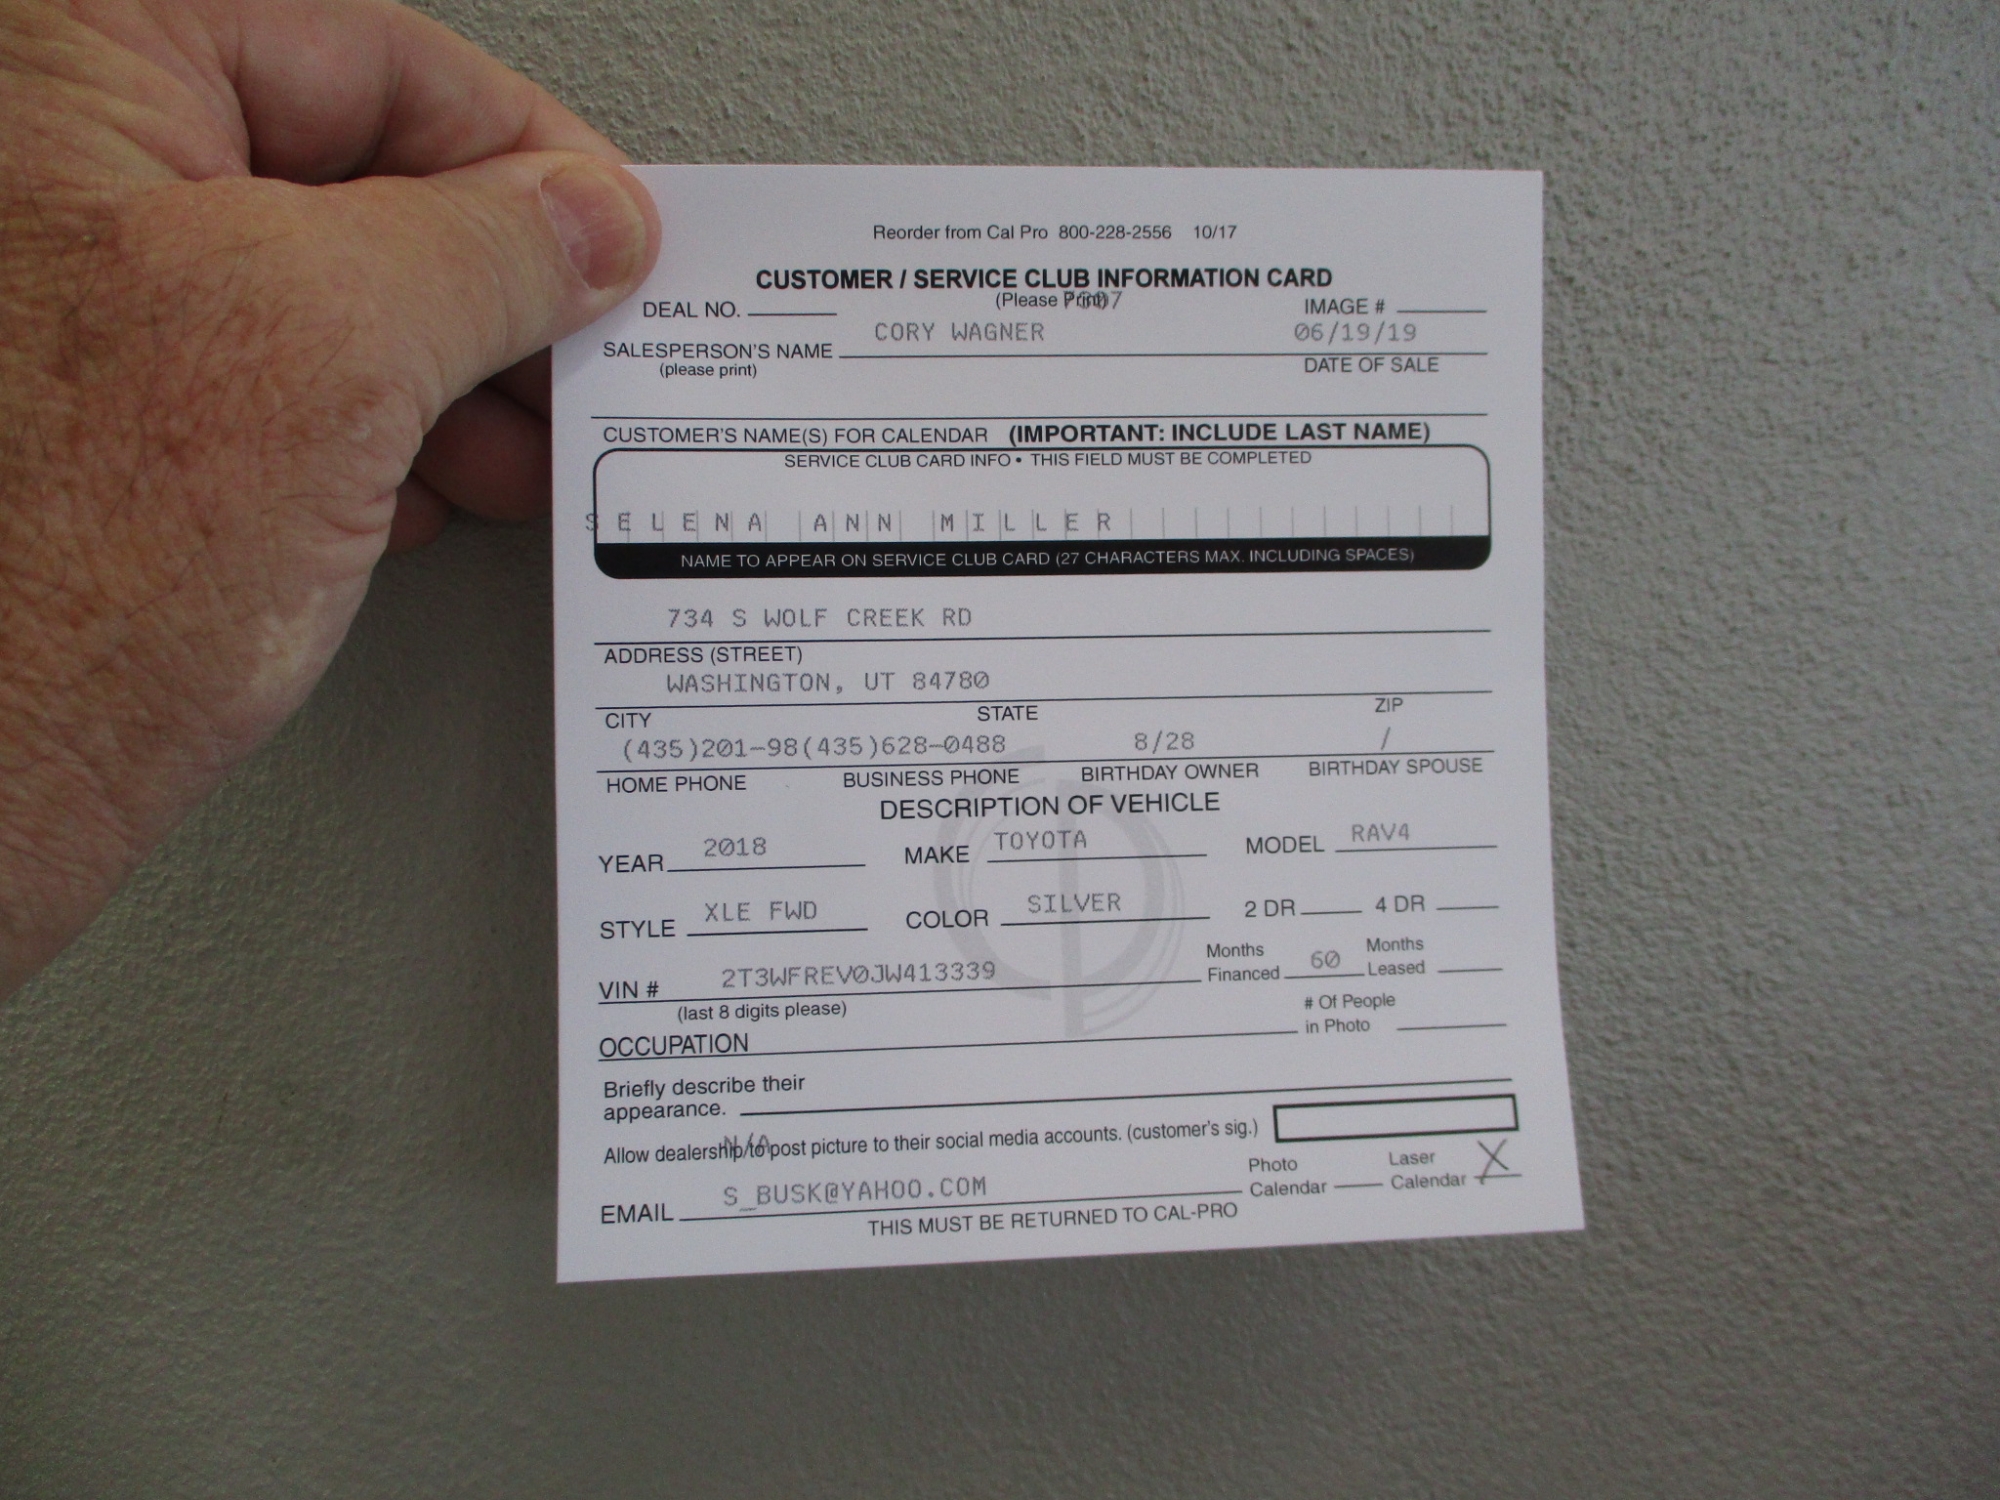 Reorder from Cal Pro 800-228-2556 10/17
CUSTOMER / SERVICE CLUB INFORMATION CARD
(Please Print)
DEAL NO. IMAGE #
CORY WAGNER 06/19/19
SALESPERSON'S NAME DATE OF SALE
(please print)
CUSTOMER'S NAME(S) FOR CALENDAR (IMPORTANT: INCLUDE LAST NAME)
SERVICE CLUB CARD INFO • THIS FIELD MUST BE COMPLETED
SELENA ANN MILLER
NAME TO APPEAR ON SERVICE CLUB CARD (27 CHARACTERS MAX. INCLUDING SPACES)
734 S WOLF CREEK RD
ADDRESS (STREET)
WASHINGTON, UT 84780
CITY STATE ZIP
(435)201-98(435)628-0488 8/28 /
HOME PHONE BUSINESS PHONE BIRTHDAY OWNER BIRTHDAY SPOUSE
DESCRIPTION OF VEHICLE
YEAR 2018 MAKE TOYOTA MODEL RAV4
STYLE XLE FWD COLOR SILVER 2 DR 4 DR
VIN # 2T3WFREV0JW413339 Months Financed 60 Months Leased
(last 8 digits please)
OCCUPATION # Of People in Photo
Briefly describe their
appearance.
Allow dealership to post picture to their social media accounts. (customer's sig.)
N/A
EMAIL S_BUSK@YAHOO.COM Photo Calendar Laser Calendar X
THIS MUST BE RETURNED TO CAL-PRO